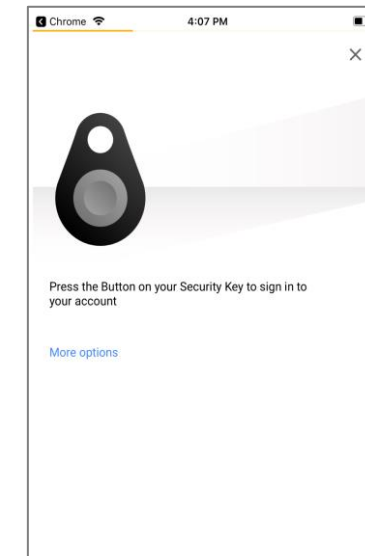 Chrome 4:07 PM
Press the Button on your Security Key to sign in to
your account
More options